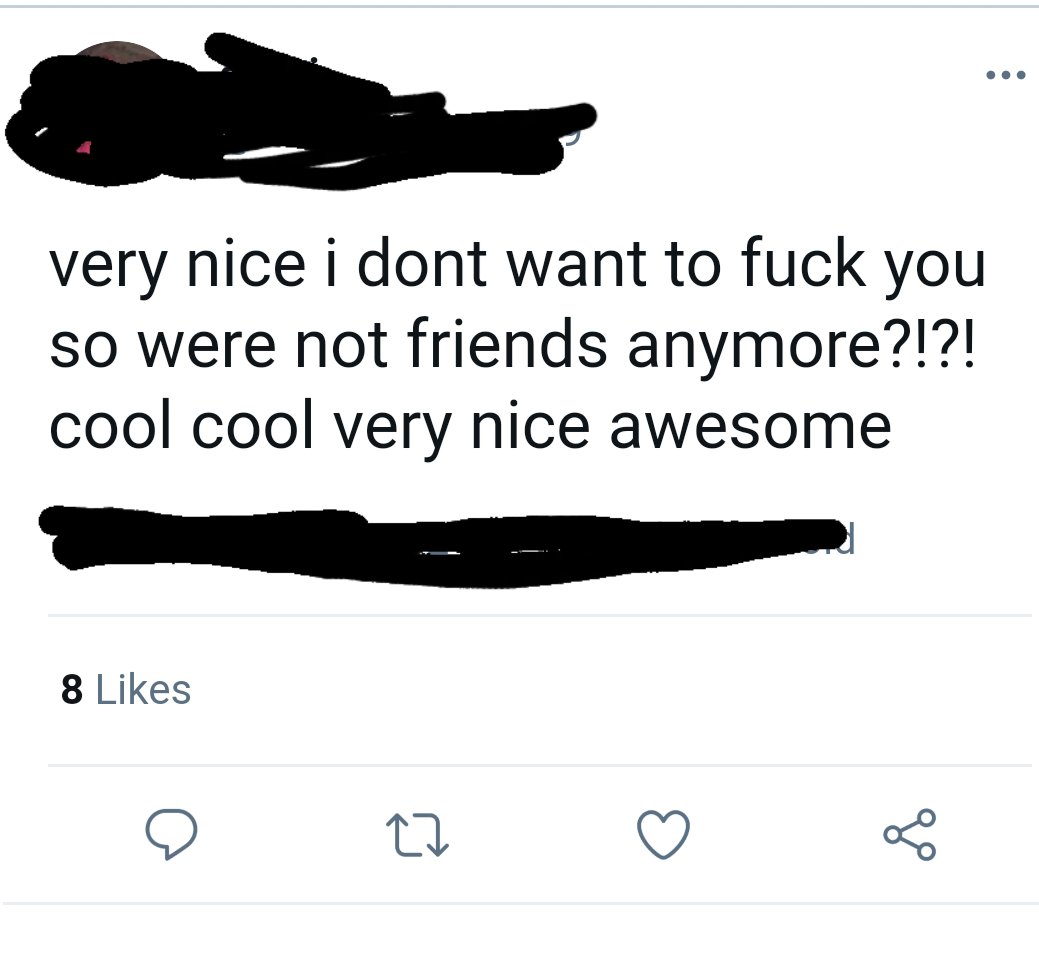 very nice i dont want to fuck you
so were not friends anymore?!?!
cool cool very nice awesome
8 Likes